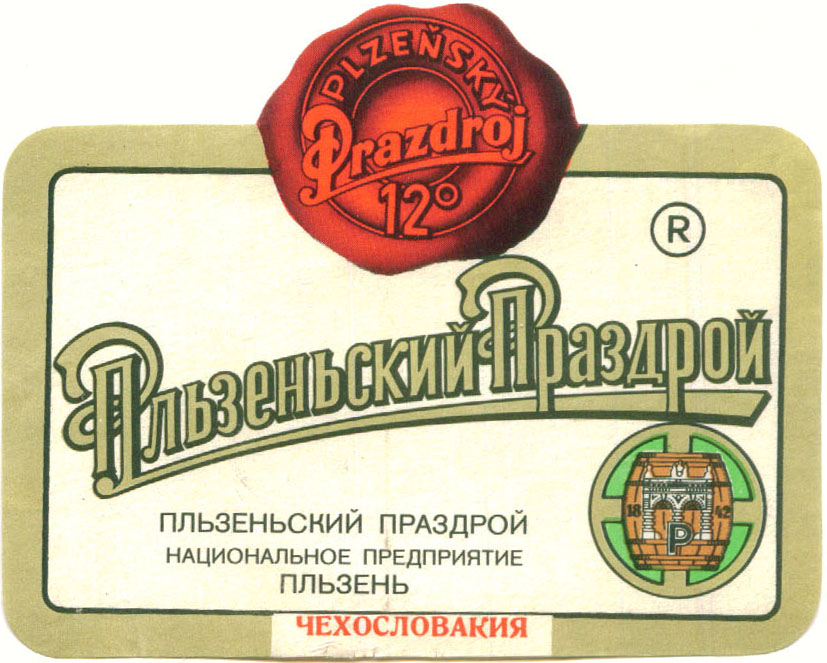 PLZEŇSKÝ
Prazdroj
12°
®
Пльзеньский Праздрой
18 42
P
ПЛЬЗЕНЬСКИЙ ПРАЗДРОЙ
НАЦИОНАЛЬНОЕ ПРЕДПРИЯТИЕ
ПЛЬЗЕНЬ
ЧЕХОСЛОВАКИЯ